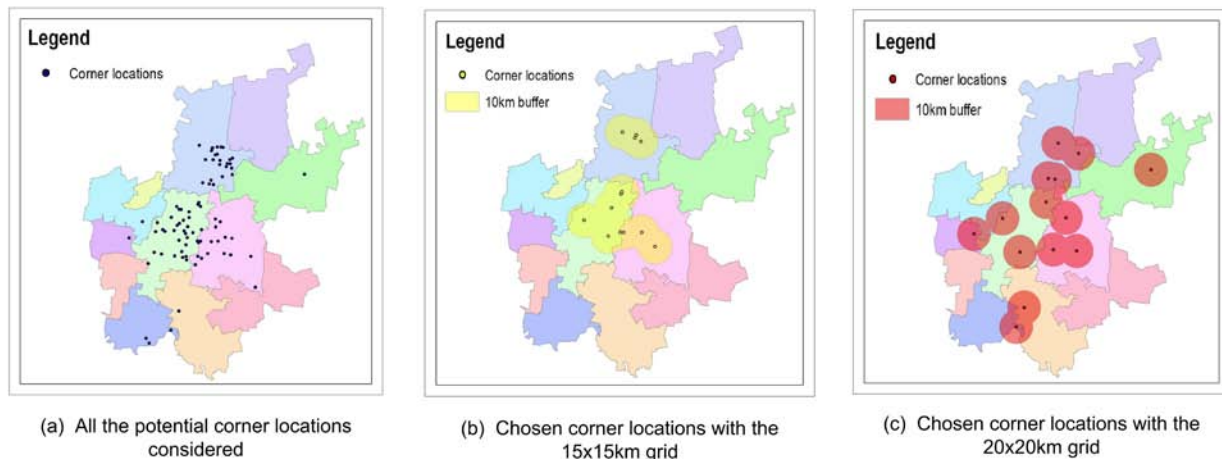 Legend
Corner locations
Legend
Corner locations
10km buffer
Legend
Corner locations
10km buffer
(a) All the potential corner locations
considered
(b) Chosen corner locations with the
15x15km grid
(c) Chosen corner locations with the
20x20km grid